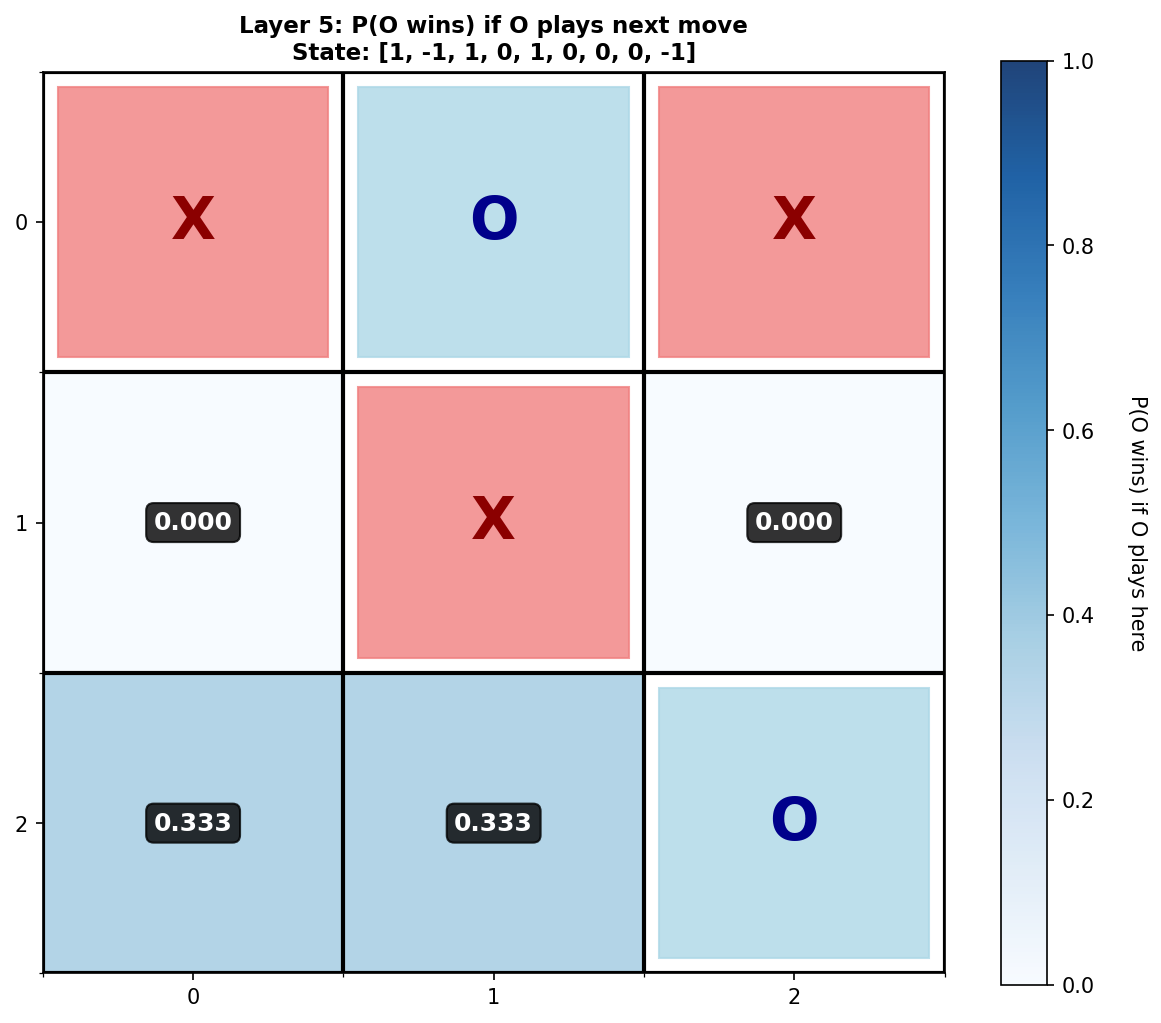 Layer 5: P(O wins) if O plays next move
State: [1, -1, 1, 0, 1, 0, 0, 0, -1]
X
O
X
0
0.000
X
0.000
1
0.333
0.333
O
2
0
1
2
1.0
0.8
0.6
0.4
0.2
0.0
P(O wins) if O plays here